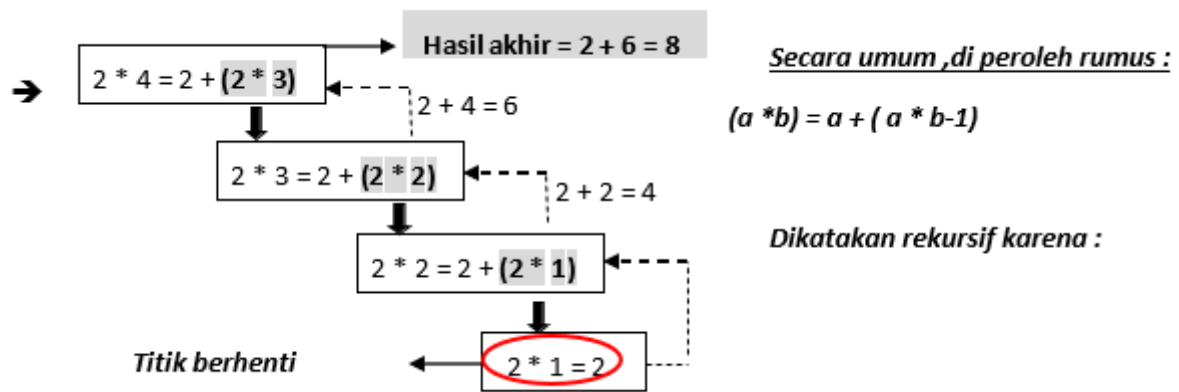 Hasil akhir = 2 + 6 = 8
Secara umum ,di peroleh rumus :
➔ 2 * 4 = 2 + (2 * 3)
2 + 4 = 6
(a *b) = a + ( a * b-1)
2 * 3 = 2 + (2 * 2)
2 + 2 = 4
Dikatakan rekursif karena :
2 * 2 = 2 + (2 * 1)
Titik berhenti
2 * 1 = 2